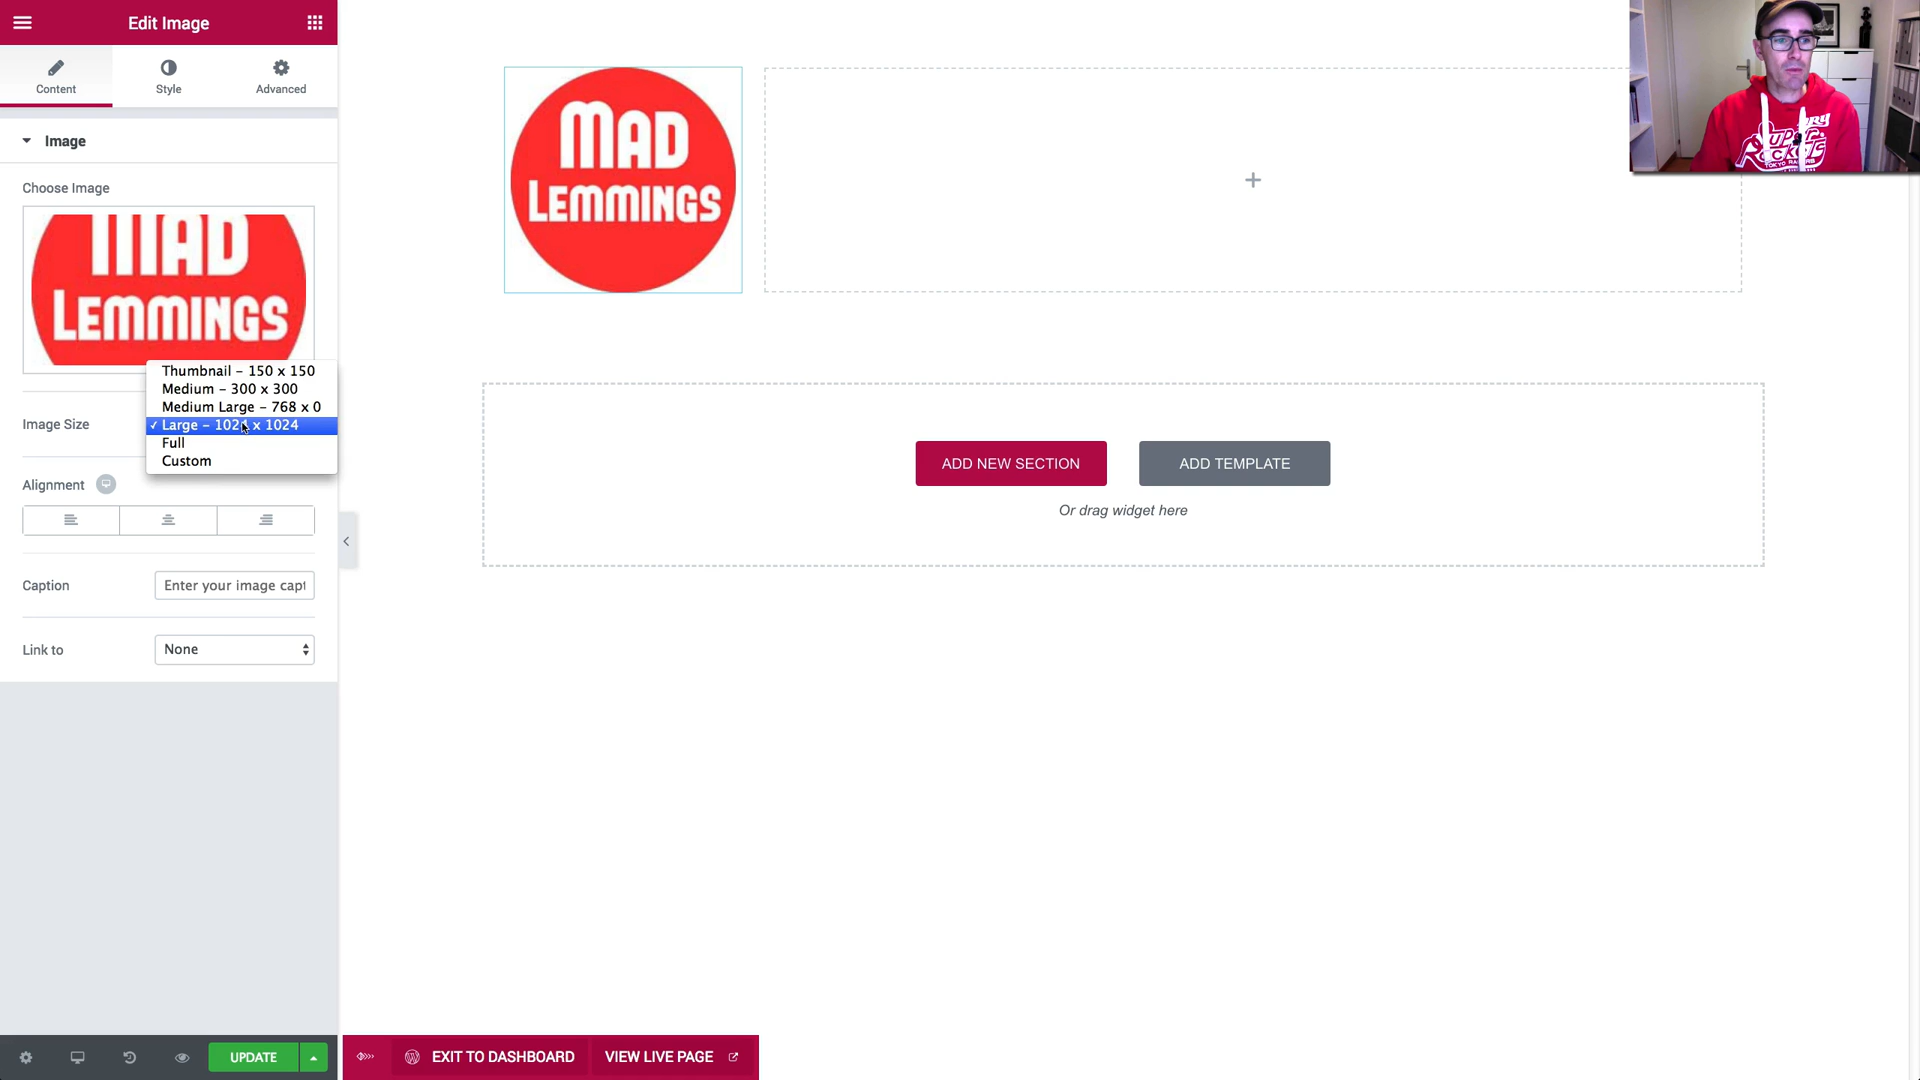 Edit Image
Content
Style
Advanced
Image
Choose Image
MAD
LEMMINGS
MAD
LEMMINGS
Thumbnail – 150 x 150
Medium – 300 x 300
Medium Large – 768 x 0
Image Size
✓ Large – 1024 x 1024
Full
Custom
Alignment
ADD NEW SECTION
ADD TEMPLATE
Or drag widget here
Caption
Enter your image capt
Link to
None
UPDATE
EXIT TO DASHBOARD
VIEW LIVE PAGE
SUPER
ROCKETS